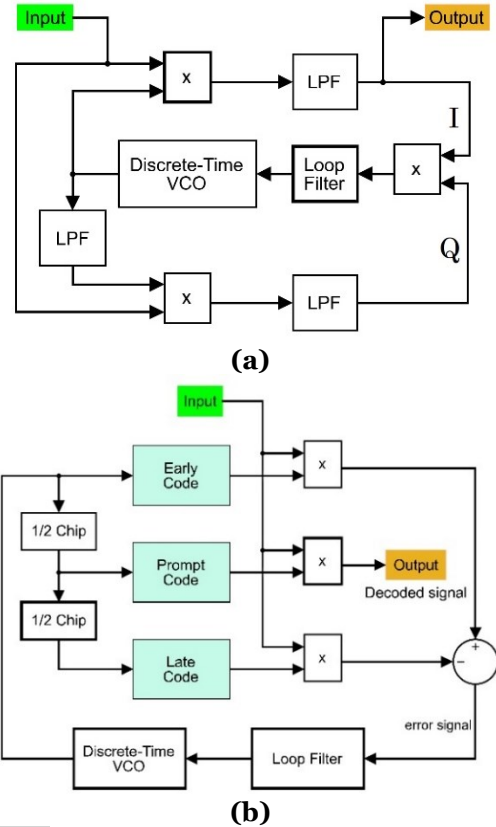 Input
Output
x
LPF
I
Discrete-Time
VCO
Loop
Filter
x
LPF
Q
x
LPF
(a)
Input
Early
Code
x
1/2 Chip
Prompt
Code
x
Output
Decoded signal
1/2 Chip
Late
Code
x
+
−
error signal
Discrete-Time
VCO
Loop Filter
(b)